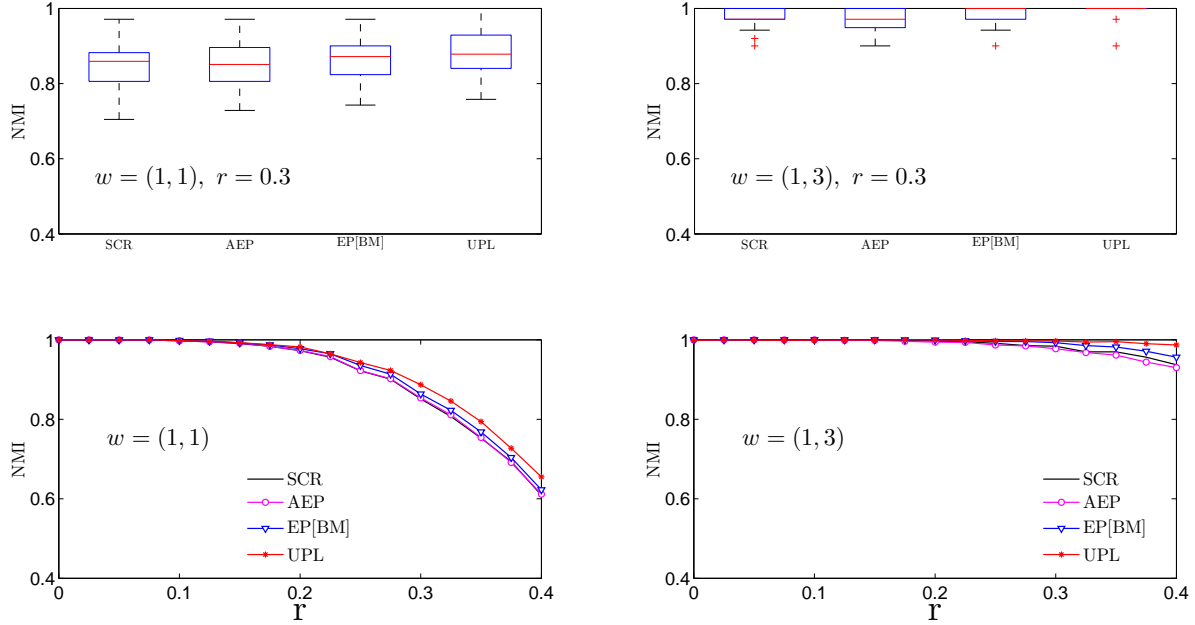 1
0.8
0.6
0.4
NMI
w = (1, 1), r = 0.3
SCR AEP EP[BM] UPL
1
0.8
0.6
0.4
NMI
w = (1, 3), r = 0.3
SCR AEP EP[BM] UPL
1
0.8
0.6
0.4
NMI
w = (1, 1)
SCR
AEP
EP[BM]
UPL
0 0.1 0.2 0.3 0.4
r
1
0.8
0.6
0.4
NMI
w = (1, 3)
SCR
AEP
EP[BM]
UPL
0 0.1 0.2 0.3 0.4
r